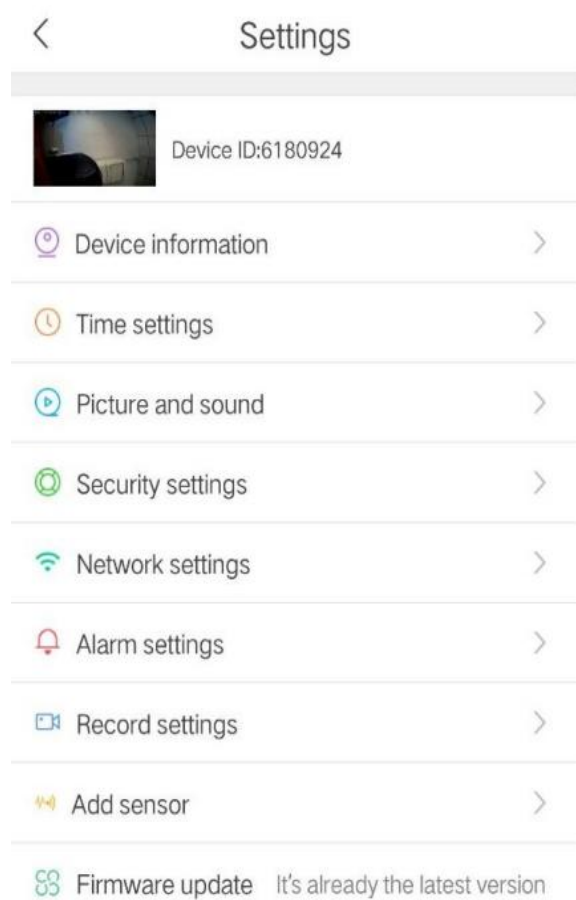 Settings
Device ID:6180924
Device information
Time settings
Picture and sound
Security settings
Network settings
Alarm settings
Record settings
Add sensor
Firmware update It's already the latest version